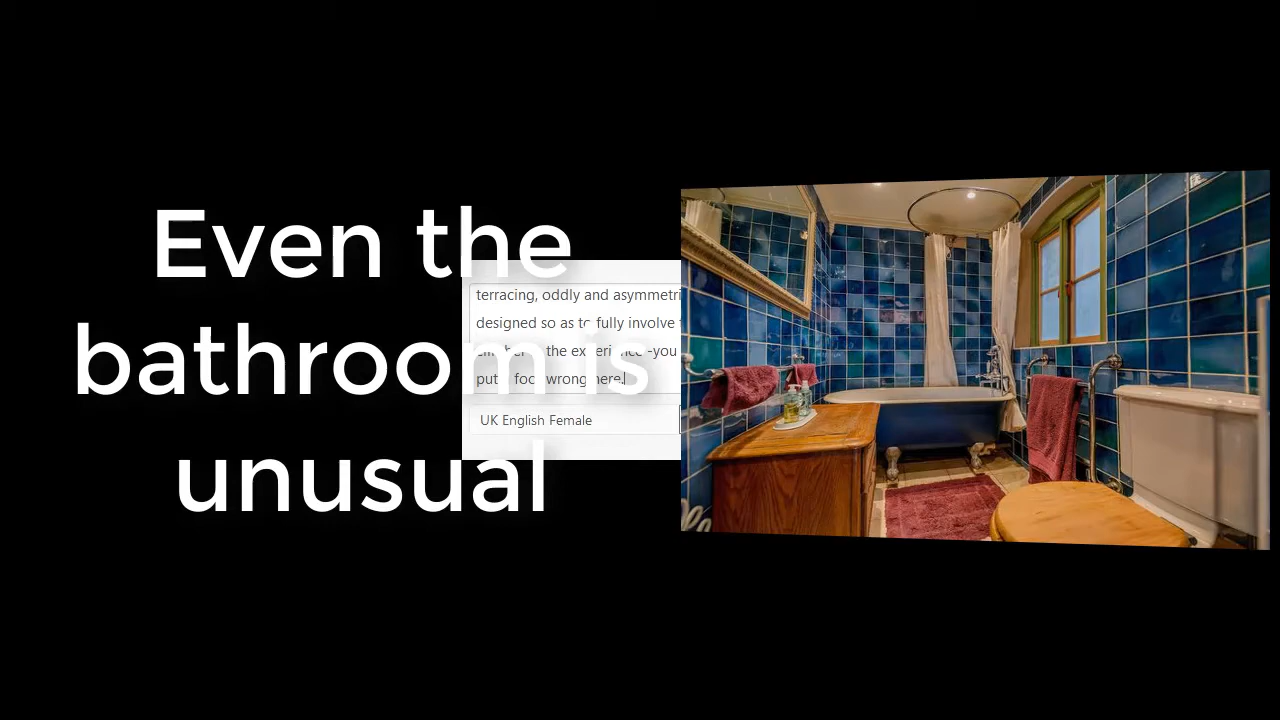 Even the
bathroom is
unusual
terracing, oddly and asymmetri
designed so as to fully involve
the experience -you
put foot wrong here.
UK English Female